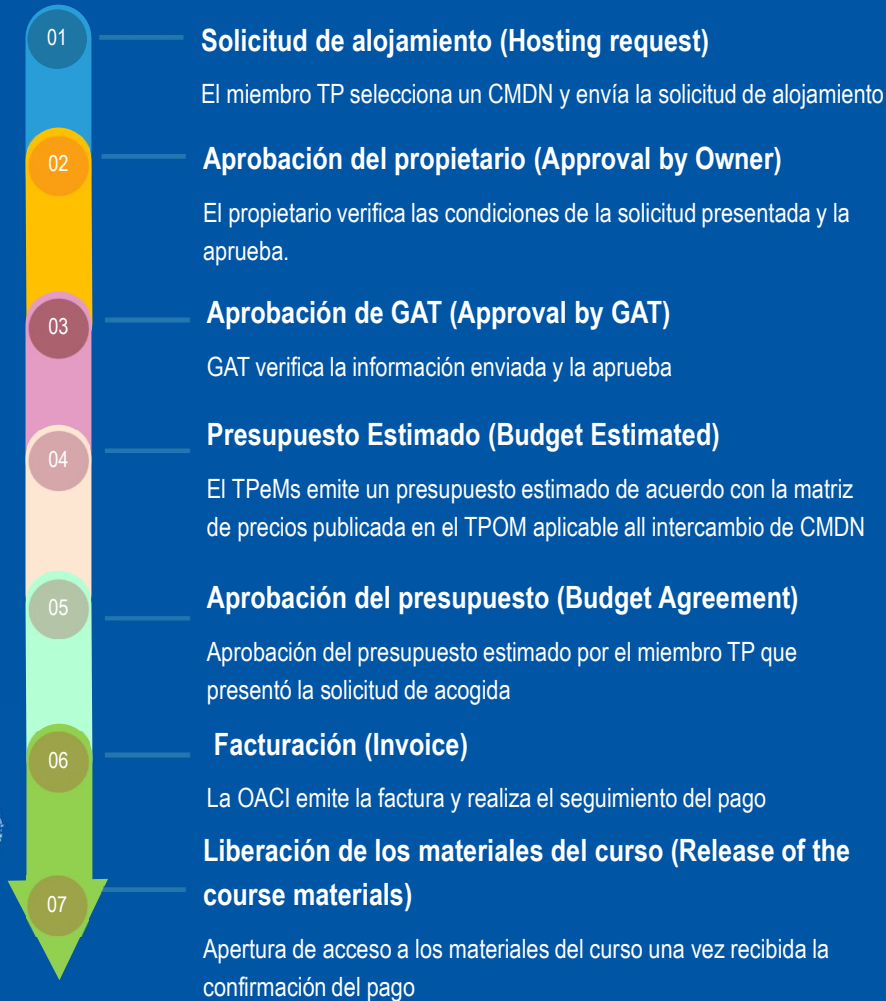 01
Solicitud de alojamiento (Hosting request)
El miembro TP selecciona un CMDN y envía la solicitud de alojamiento
02
Aprobación del propietario (Approval by Owner)
El propietario verifica las condiciones de la solicitud presentada y la
aprueba.
03
Aprobación de GAT (Approval by GAT)
GAT verifica la información enviada y la aprueba
04
Presupuesto Estimado (Budget Estimated)
El TPeMs emite un presupuesto estimado de acuerdo con la matriz
de precios publicada en el TPOM aplicable all intercambio de CMDN
05
Aprobación del presupuesto (Budget Agreement)
Aprobación del presupuesto estimado por el miembro TP que
presentó la solicitud de acogida
06
Facturación (Invoice)
La OACI emite la factura y realiza el seguimiento del pago
07
Liberación de los materiales del curso (Release of the
course materials)
Apertura de acceso a los materiales del curso una vez recibida la
confirmación del pago